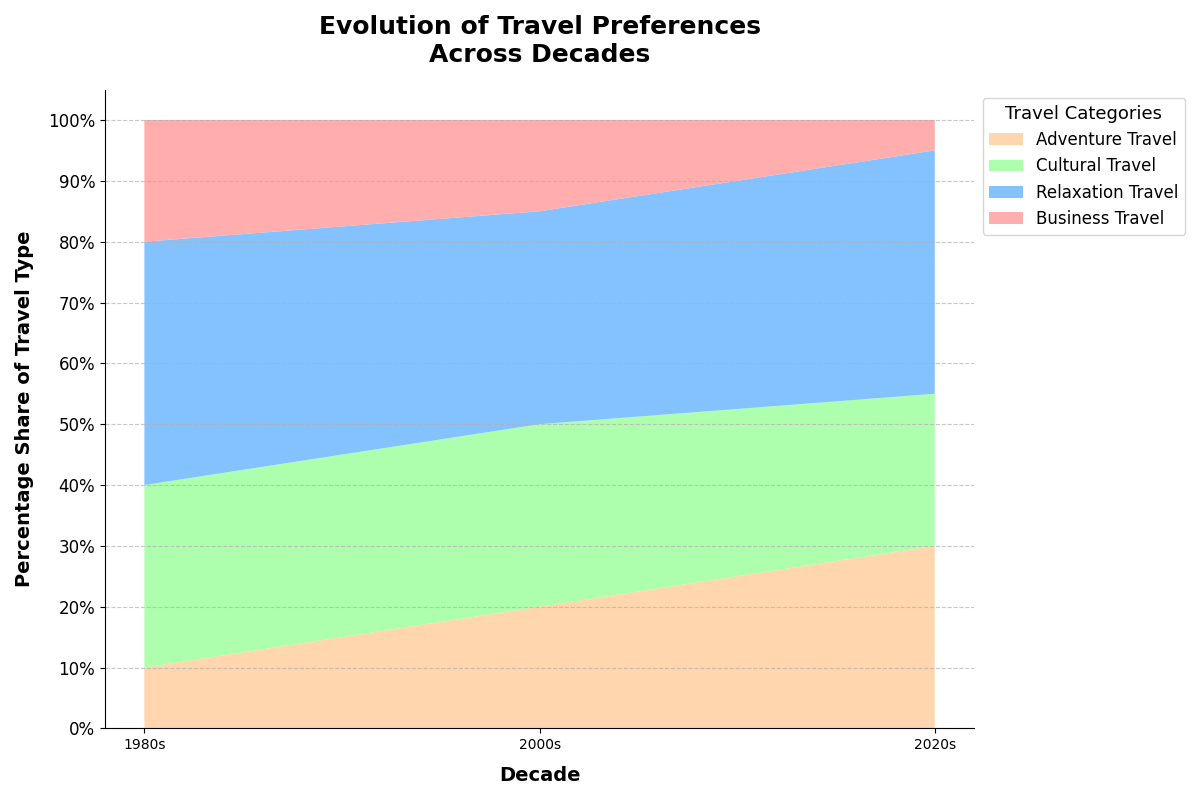 Evolution of Travel Preferences
Across Decades
Percentage Share of Travel Type
100%
90%
80%
70%
60%
50%
40%
30%
20%
10%
0%
1980s
2000s
2020s
Decade
Travel Categories
Adventure Travel
Cultural Travel
Relaxation Travel
Business Travel